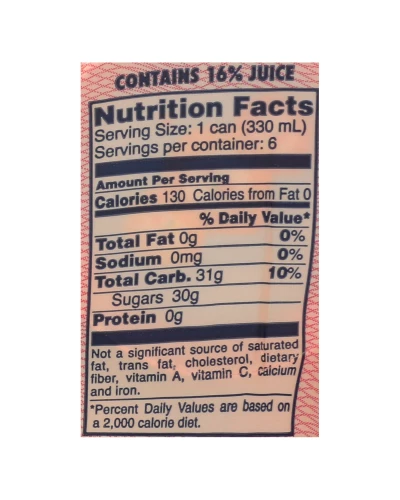 CONTAINS 16% JUICE
Nutrition Facts
Serving Size: 1 can (330 mL)
Servings per container: 6
Amount Per Serving
Calories 130 Calories from Fat 0
% Daily Value*
Total Fat 0g 0%
Sodium 0mg 0%
Total Carb. 31g 10%
Sugars 30g
Protein 0g
Not a significant source of saturated
fat, trans fat, cholesterol, dietary
fiber, vitamin A, vitamin C, calcium
and iron.
*Percent Daily Values are based on
a 2,000 calorie diet.